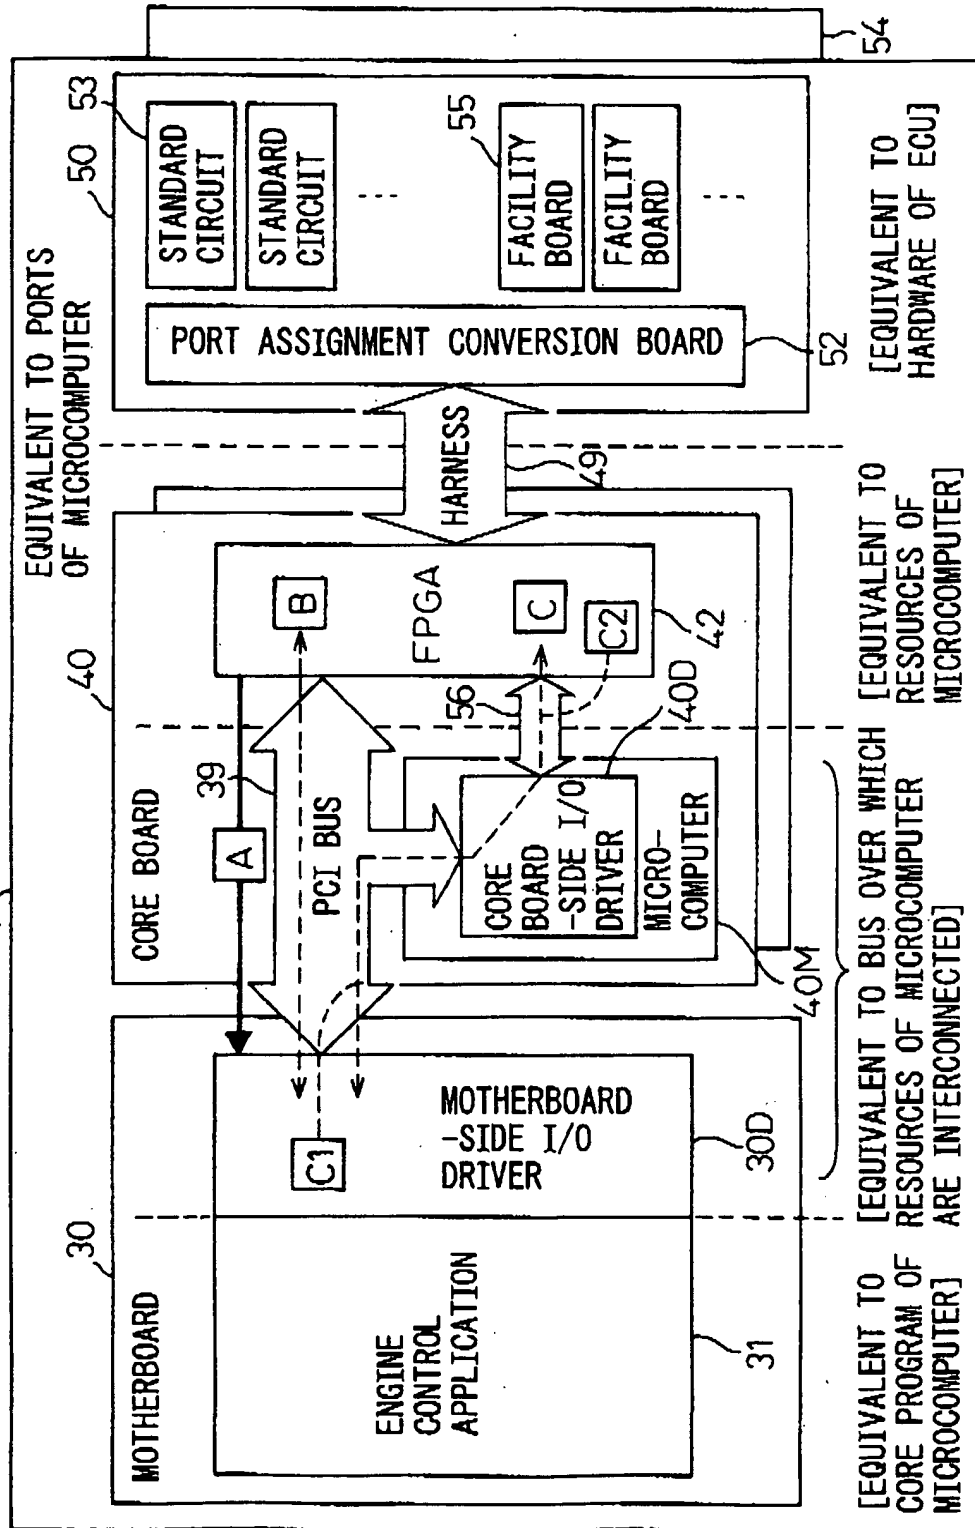 EQUIVALENT TO PORTS
OF MICROCOMPUTER
30
MOTHERBOARD
ENGINE
CONTROL
APPLICATION
31
C1
MOTHERBOARD
-SIDE I/O
DRIVER
30D
40
CORE BOARD
A
39
PCI BUS
B
FPGA
C
C2
42
56
40D
CORE
BOARD
-SIDE I/O
DRIVER
MICRO-
COMPUTER
40M
HARNESS
49
50
53
STANDARD
CIRCUIT
STANDARD
CIRCUIT
55
FACILITY
BOARD
FACILITY
BOARD
PORT ASSIGNMENT CONVERSION BOARD
52
54
[EQUIVALENT TO
CORE PROGRAM OF
MICROCOMPUTER]
[EQUIVALENT TO BUS OVER WHICH
RESOURCES OF MICROCOMPUTER
ARE INTERCONNECTED]
[EQUIVALENT TO
RESOURCES OF
MICROCOMPUTER]
[EQUIVALENT TO
HARDWARE OF ECU]